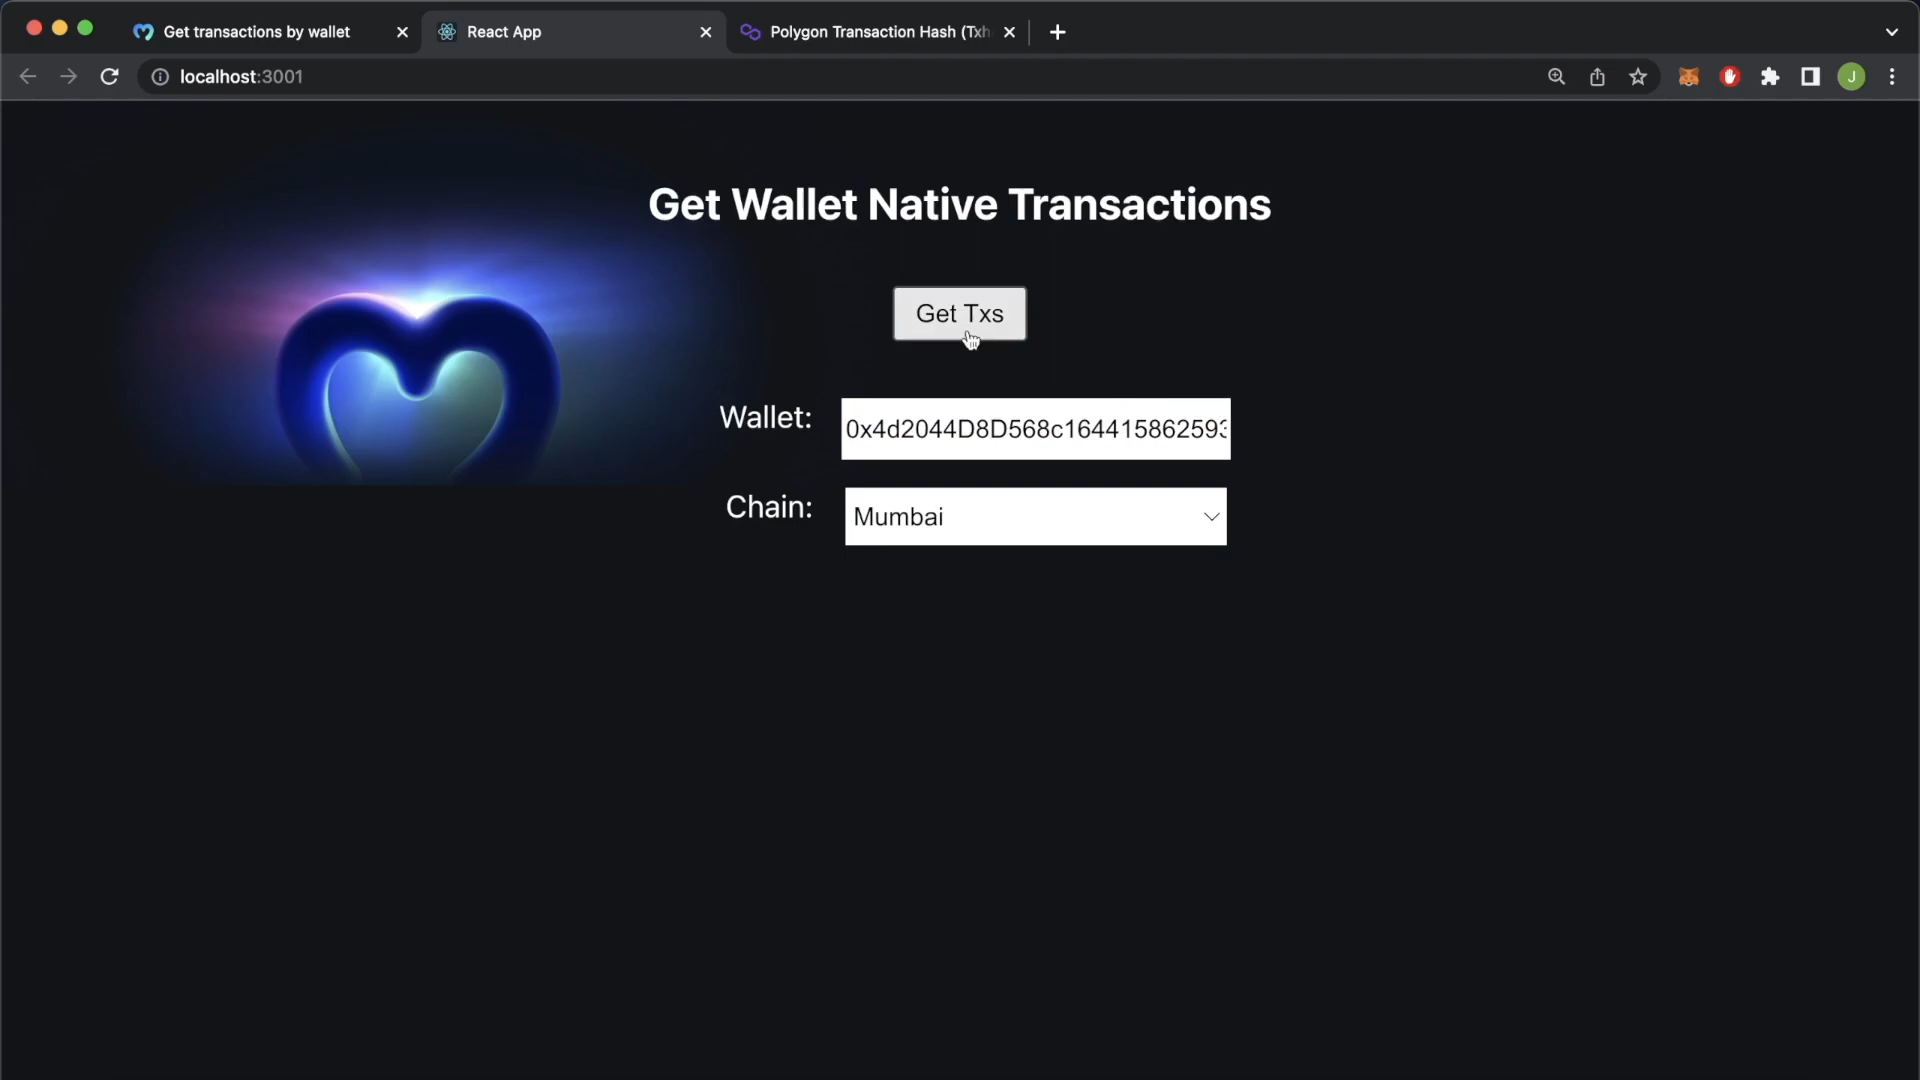 Get transactions by wallet
React App
Polygon Transaction Hash (Txh
localhost:3001
J
Get Wallet Native Transactions
Get Txs
Wallet: 0x4d2044D8D568c164415862593
Chain: Mumbai